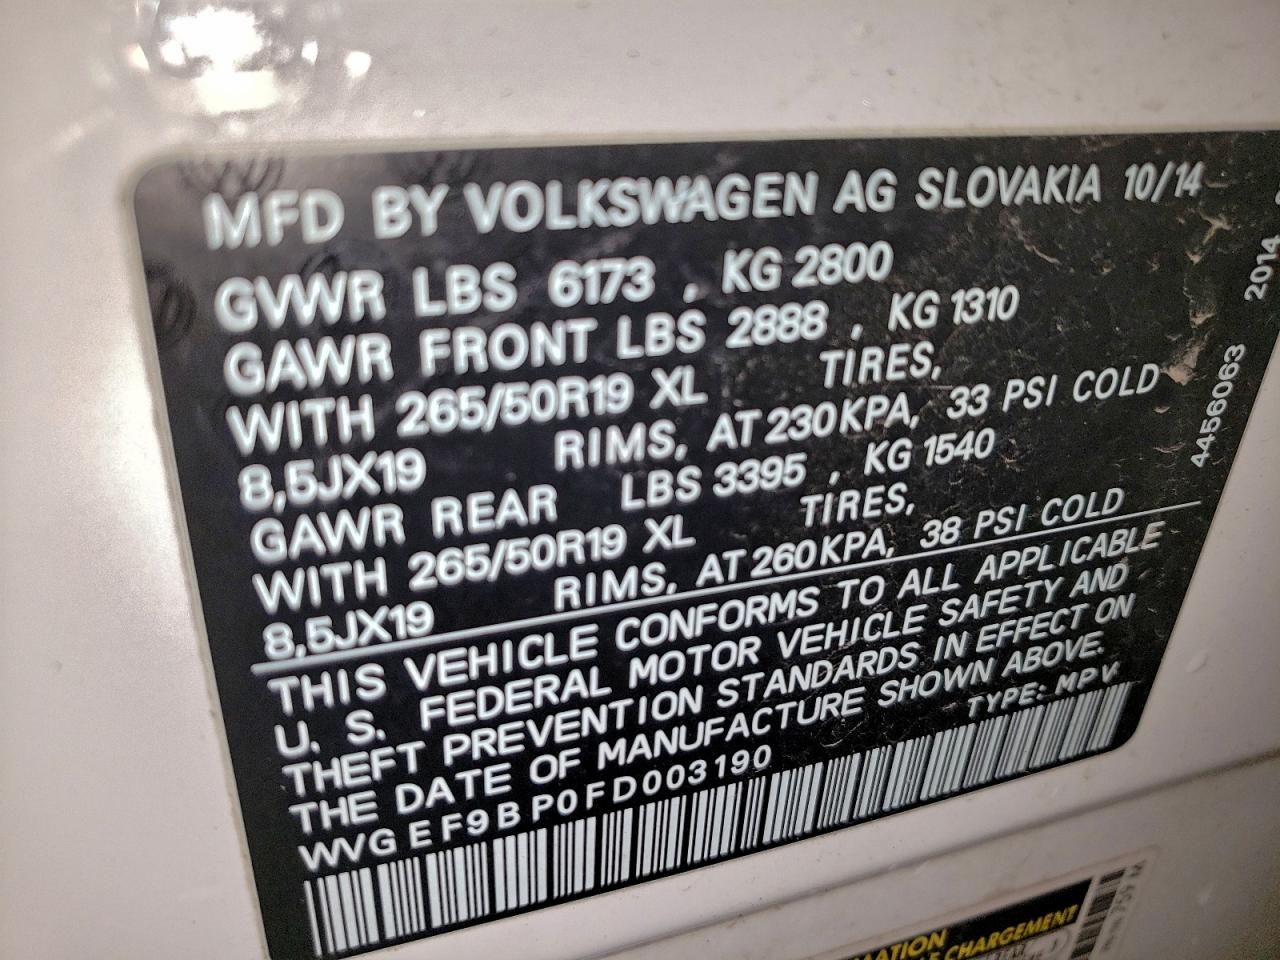 MFD BY VOLKSWAGEN AG SLOVAKIA 10/14
GVWR LBS 6173 , KG 2800
GAWR FRONT LBS 2888 , KG 1310
WITH 265/50R19 XL TIRES,
8,5JX19 RIMS, AT 230KPA, 33 PSI COLD
GAWR REAR LBS 3395 , KG 1540
WITH 265/50R19 XL TIRES,
8,5JX19 RIMS, AT 260KPA, 38 PSI COLD
THIS VEHICLE CONFORMS TO ALL APPLICABLE
U. S. FEDERAL MOTOR VEHICLE SAFETY AND
THEFT PREVENTION STANDARDS IN EFFECT ON
THE DATE OF MANUFACTURE SHOWN ABOVE.
WVGEF9BP0FD003190 TYPE: MPV
4456063 2014
CHARGEMENT